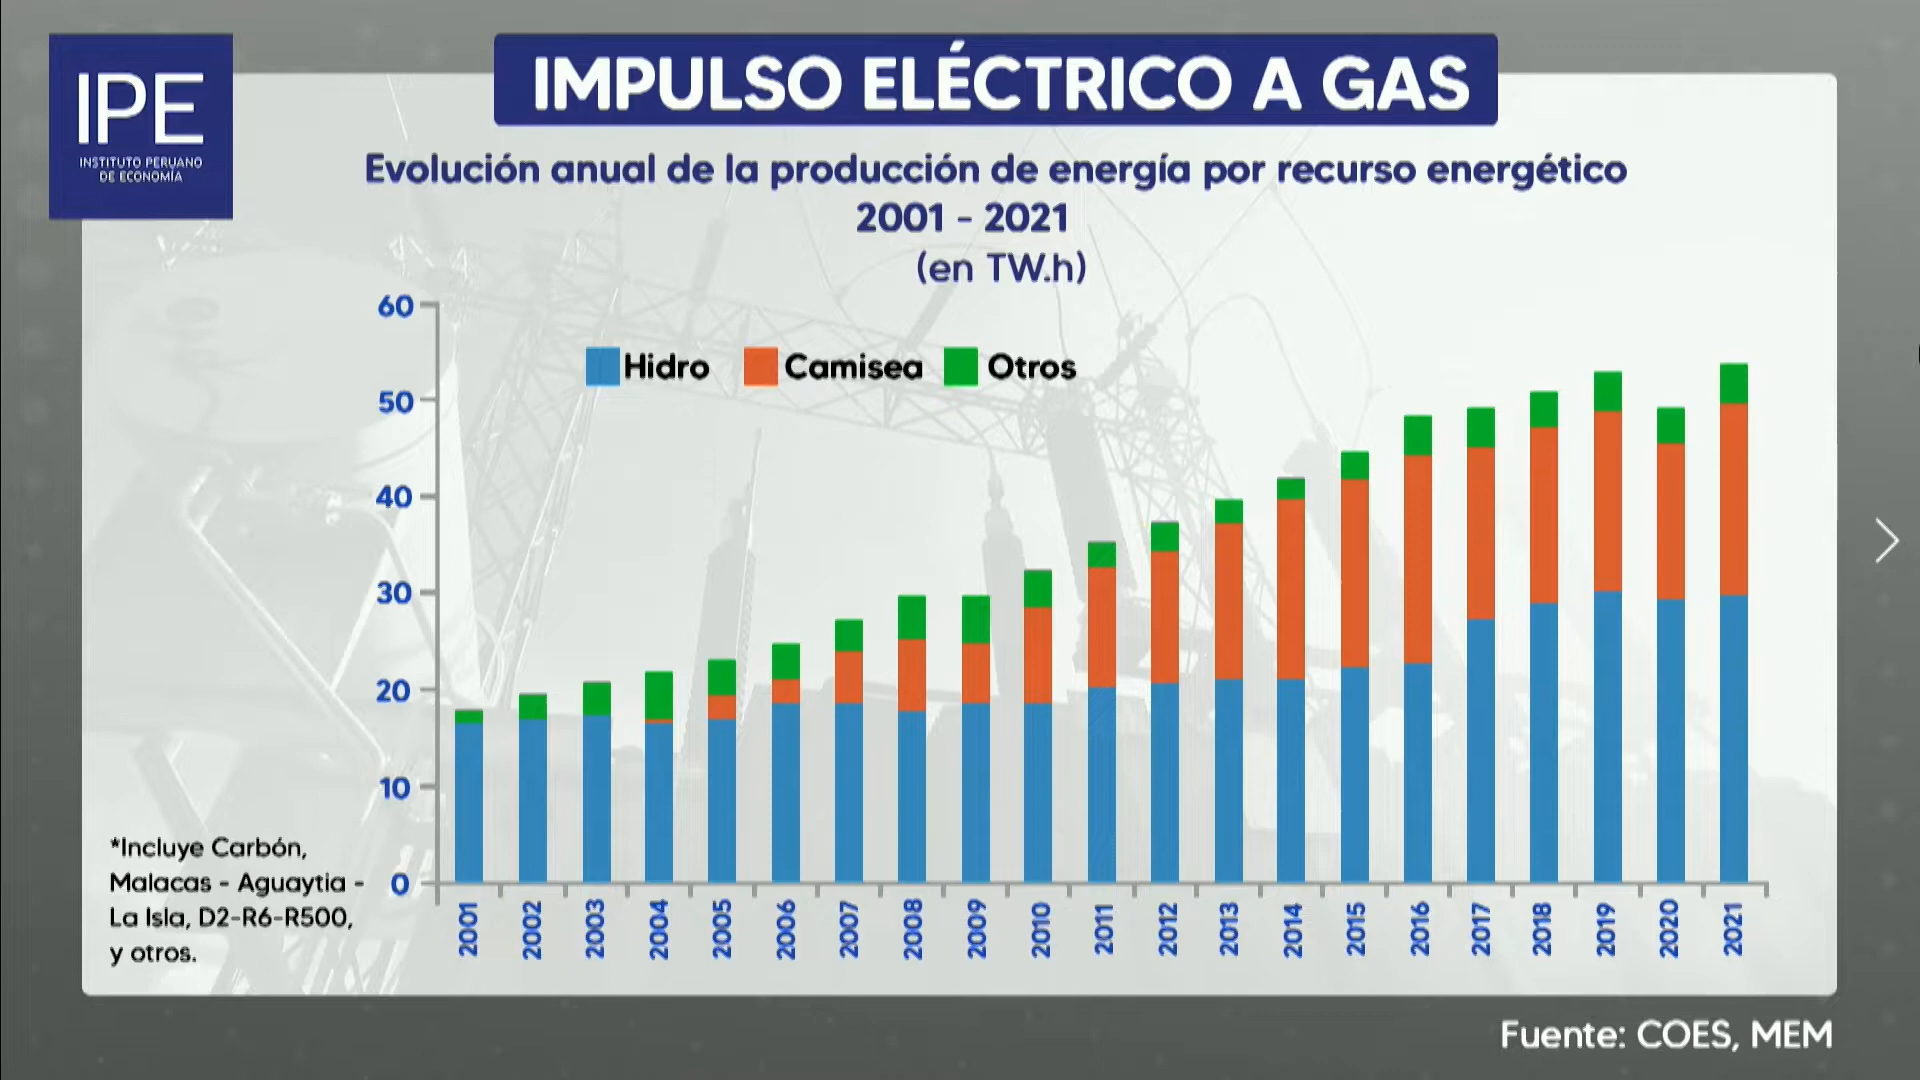 IPE
INSTITUTO PERUANO
DE ECONOMÍA
IMPULSO ELÉCTRICO A GAS
Evolución anual de la producción de energía por recurso energético
2001 - 2021
(en TW.h)
60
50
40
30
20
10
0
Hidro
Camisea
Otros
2001
2002
2003
2004
2005
2006
2007
2008
2009
2010
2011
2012
2013
2014
2015
2016
2017
2018
2019
2020
2021
*Incluye Carbón,
Malacas - Aguaytia -
La Isla, D2-R6-R500,
y otros.
Fuente: COES, MEM